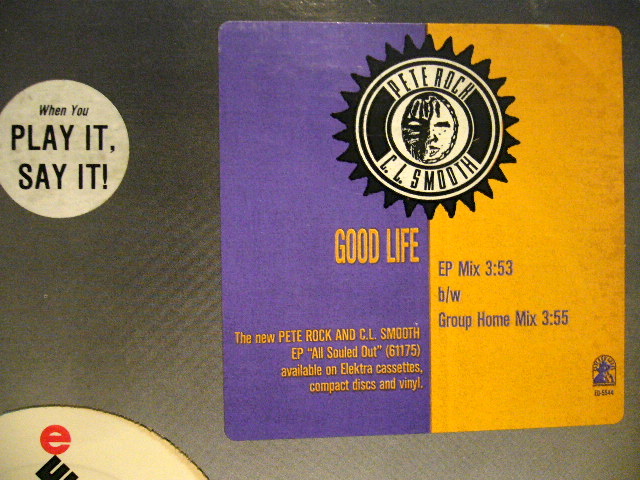 When You
PLAY IT,
SAY IT!
PETE ROCK
C.L. SMOOTH
GOOD LIFE
EP Mix 3:53
b/w
Group Home Mix 3:55
The new PETE ROCK AND C.L. SMOOTH
EP "All Souled Out" (61175)
available on Elektra cassettes,
compact discs and vinyl.
ED-5544
e